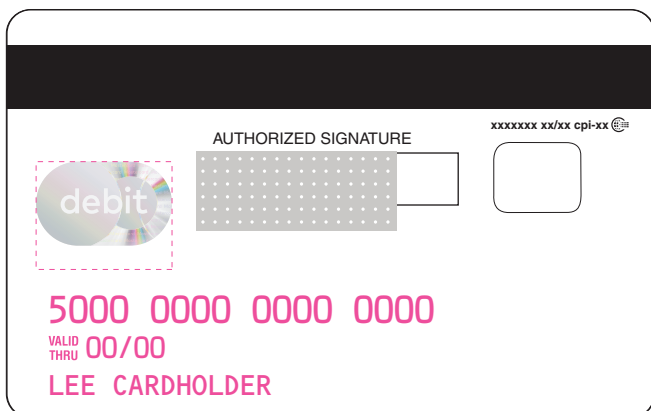 xxxxxxx xx/xx cpi-xx
AUTHORIZED SIGNATURE
debit
5000 0000 0000 0000
VALID
THRU 00/00
LEE CARDHOLDER